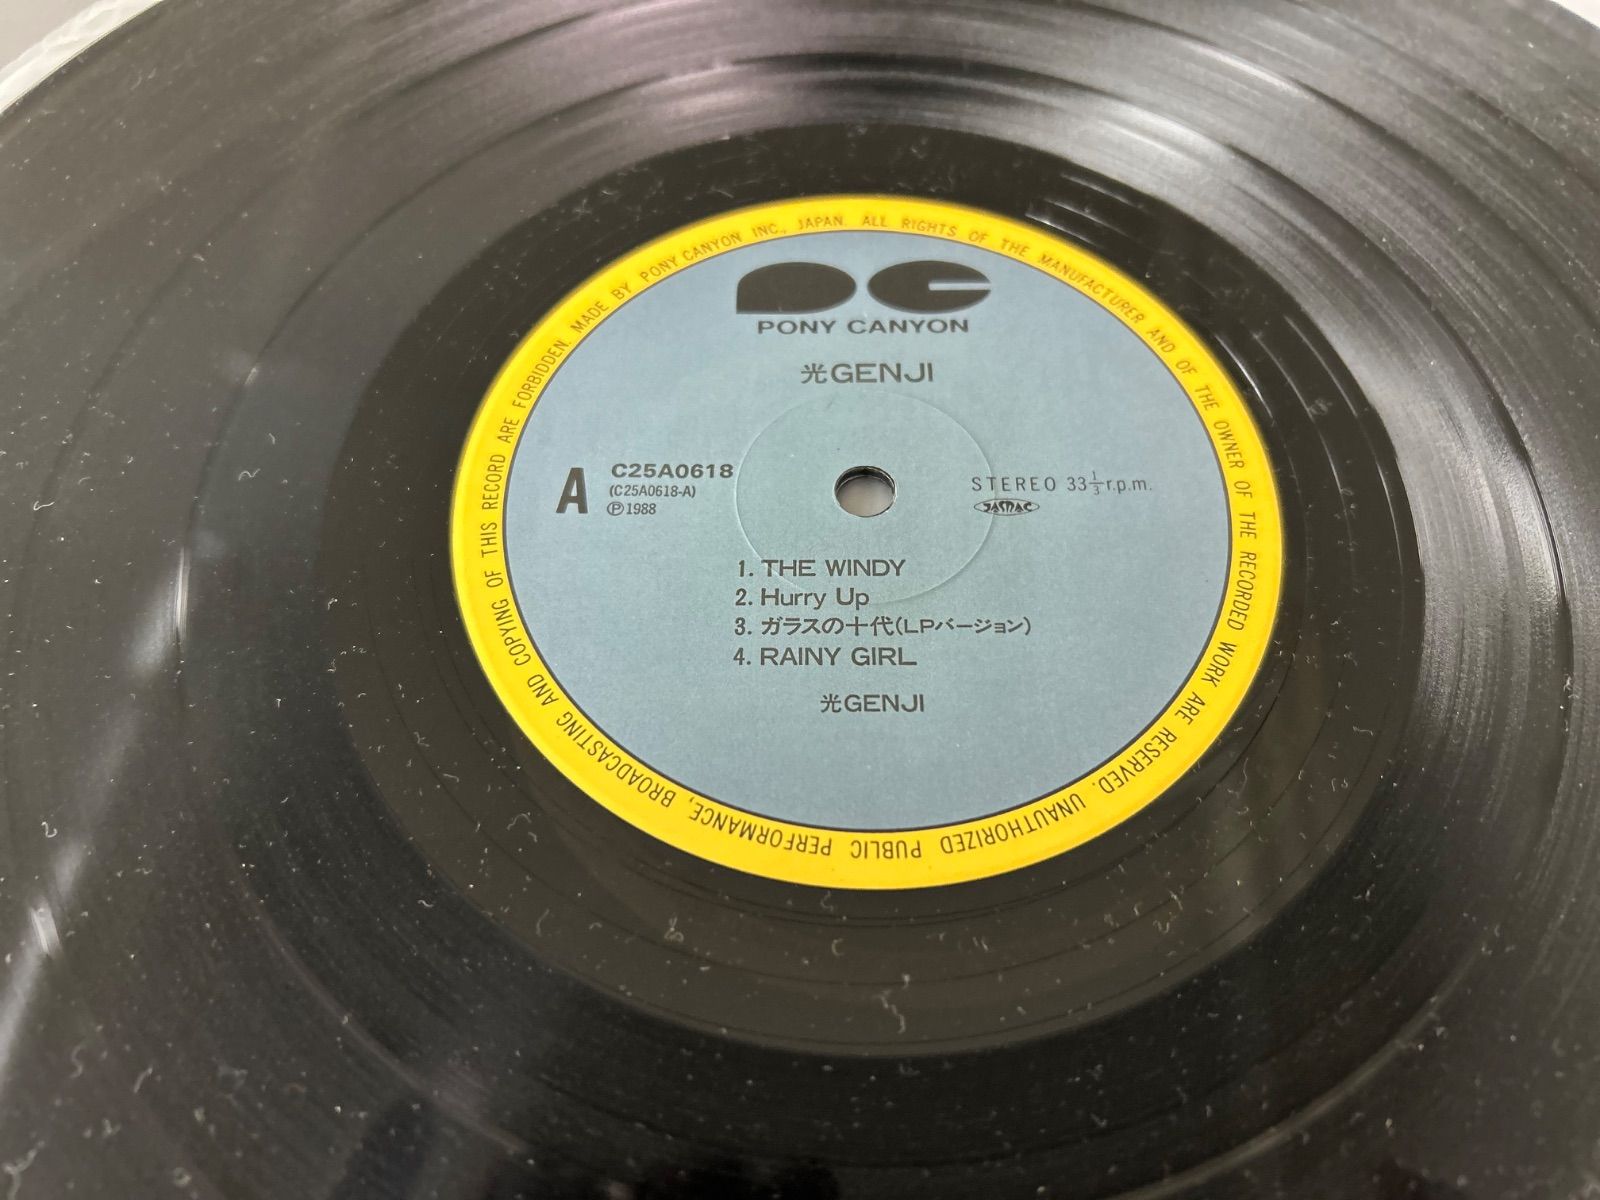 MADE BY PONY CANYON INC., JAPAN. ALL RIGHTS OF THE MANUFACTURER AND OF THE OWNER OF THE RECORDED WORK ARE RESERVED. UNAUTHORIZED PUBLIC PERFORMANCE, BROADCASTING AND COPYING OF THIS RECORD ARE FORBIDDEN.
PONY CANYON
光GENJI
A
C25A0618
(C25A0618-A)
Ⓟ1988
STEREO 33⅓r.p.m.
JASRAC
1. THE WINDY
2. Hurry Up
3. ガラスの十代(LPバージョン)
4. RAINY GIRL
光GENJI